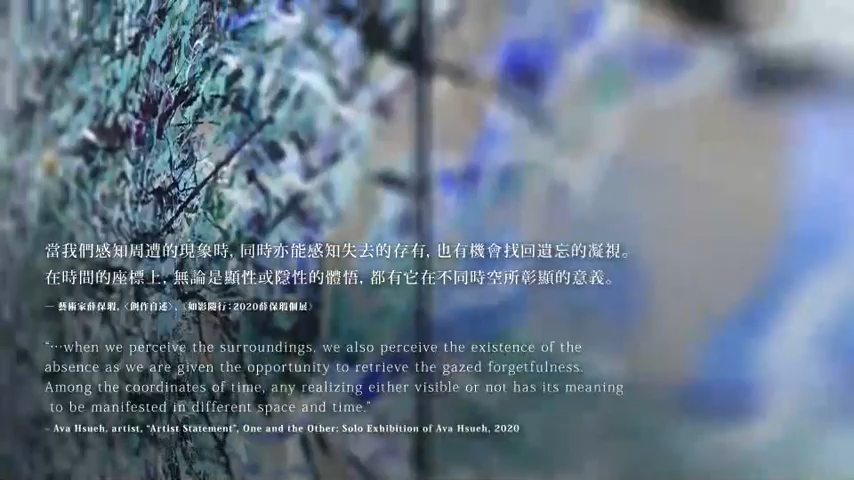 當我們感知周遭的現象時, 同時亦能感知失去的存有, 也有機會找回遺忘的凝視。
在時間的座標上, 無論是顯性或隱性的體悟, 都有它在不同時空所彰顯的意義。
— 藝術家薛保瑕,〈創作自述〉,《如影隨行：2020薛保瑕個展》
“…when we perceive the surroundings, we also perceive the existence of the
absence as we are given the opportunity to retrieve the gazed forgetfulness.
Among the coordinates of time, any realizing either visible or not has its meaning
to be manifested in different space and time.”
– Ava Hsueh, artist, “Artist Statement”, One and the Other: Solo Exhibition of Ava Hsueh, 2020